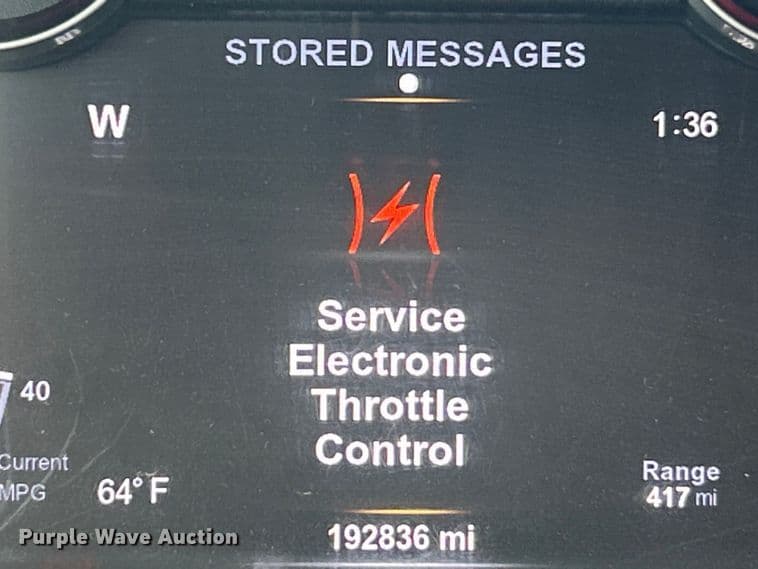 STORED MESSAGES
W
1:36
Service
Electronic
Throttle
Control
40
Current
MPG
64° F
Range
417 mi
192836 mi
Purple Wave Auction